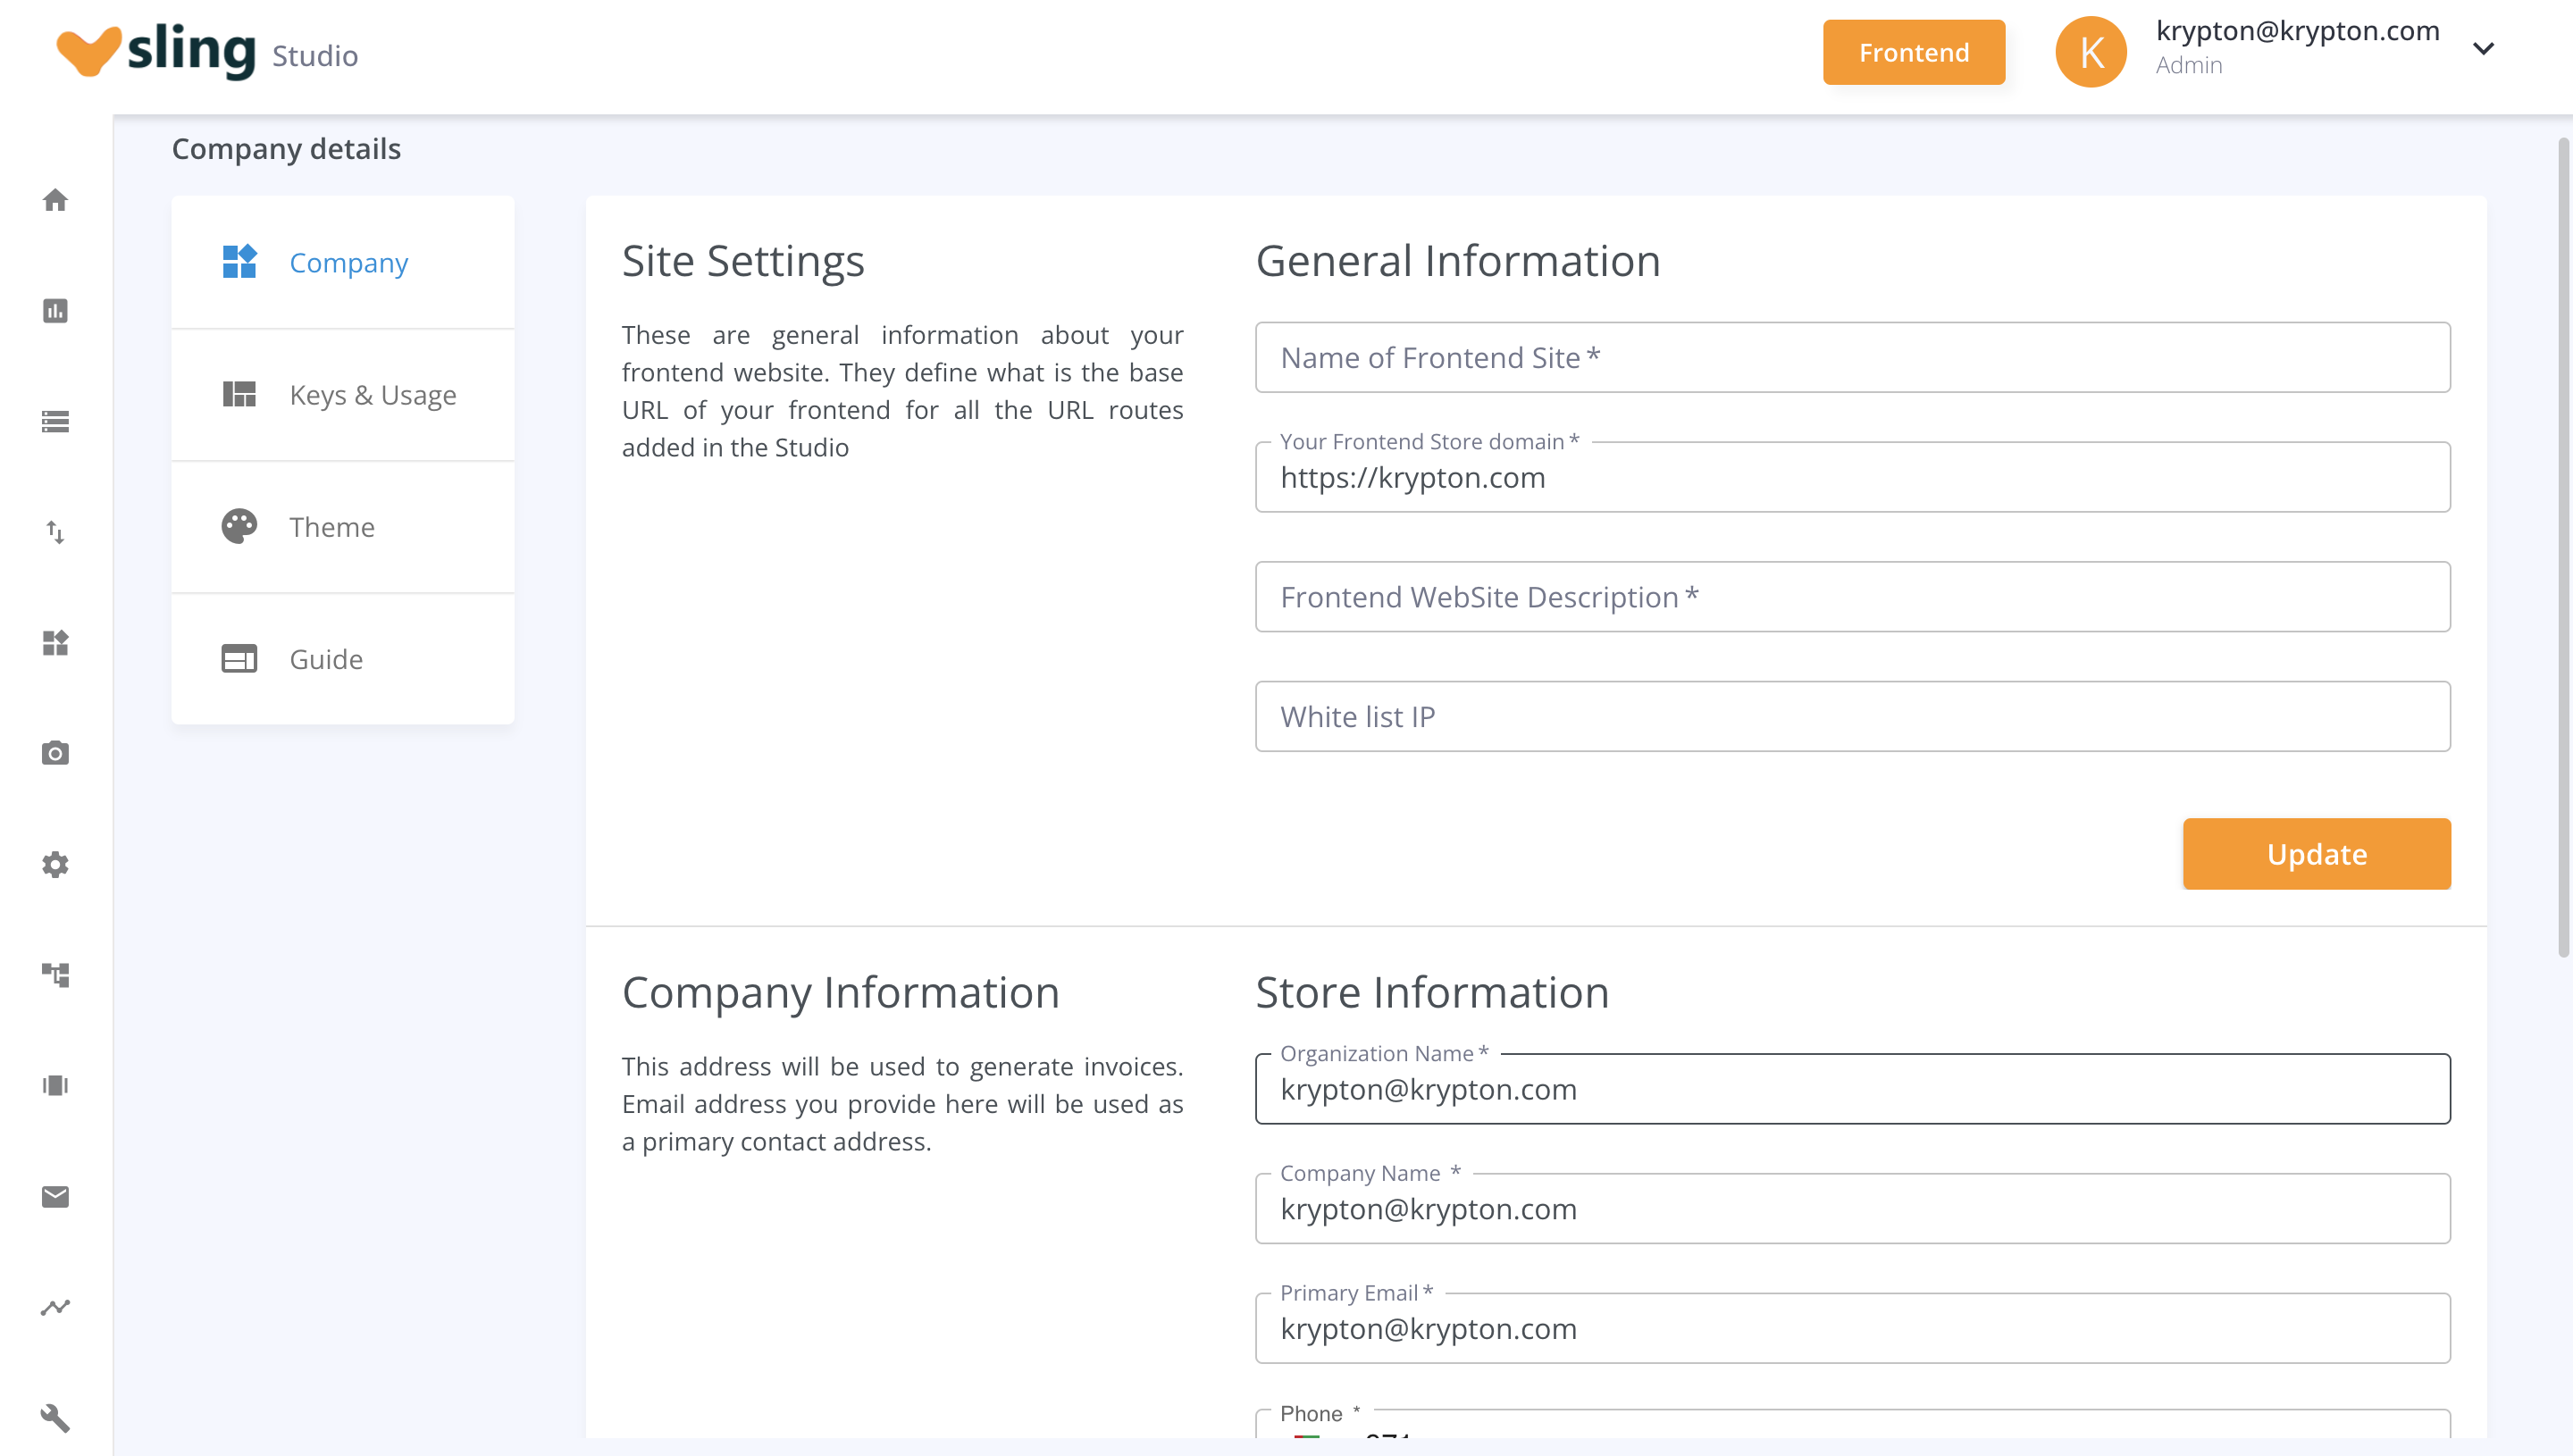 sling Studio
Frontend
K
krypton@krypton.com
Admin
Company details
Company
Keys & Usage
Theme
Guide
Site Settings
These are general information about your
frontend website. They define what is the base
URL of your frontend for all the URL routes
added in the Studio
General Information
Name of Frontend Site *
Your Frontend Store domain *
https://krypton.com
Frontend WebSite Description *
White list IP
Update
Company Information
This address will be used to generate invoices.
Email address you provide here will be used as
a primary contact address.
Store Information
Organization Name *
krypton@krypton.com
Company Name *
krypton@krypton.com
Primary Email *
krypton@krypton.com
Phone *